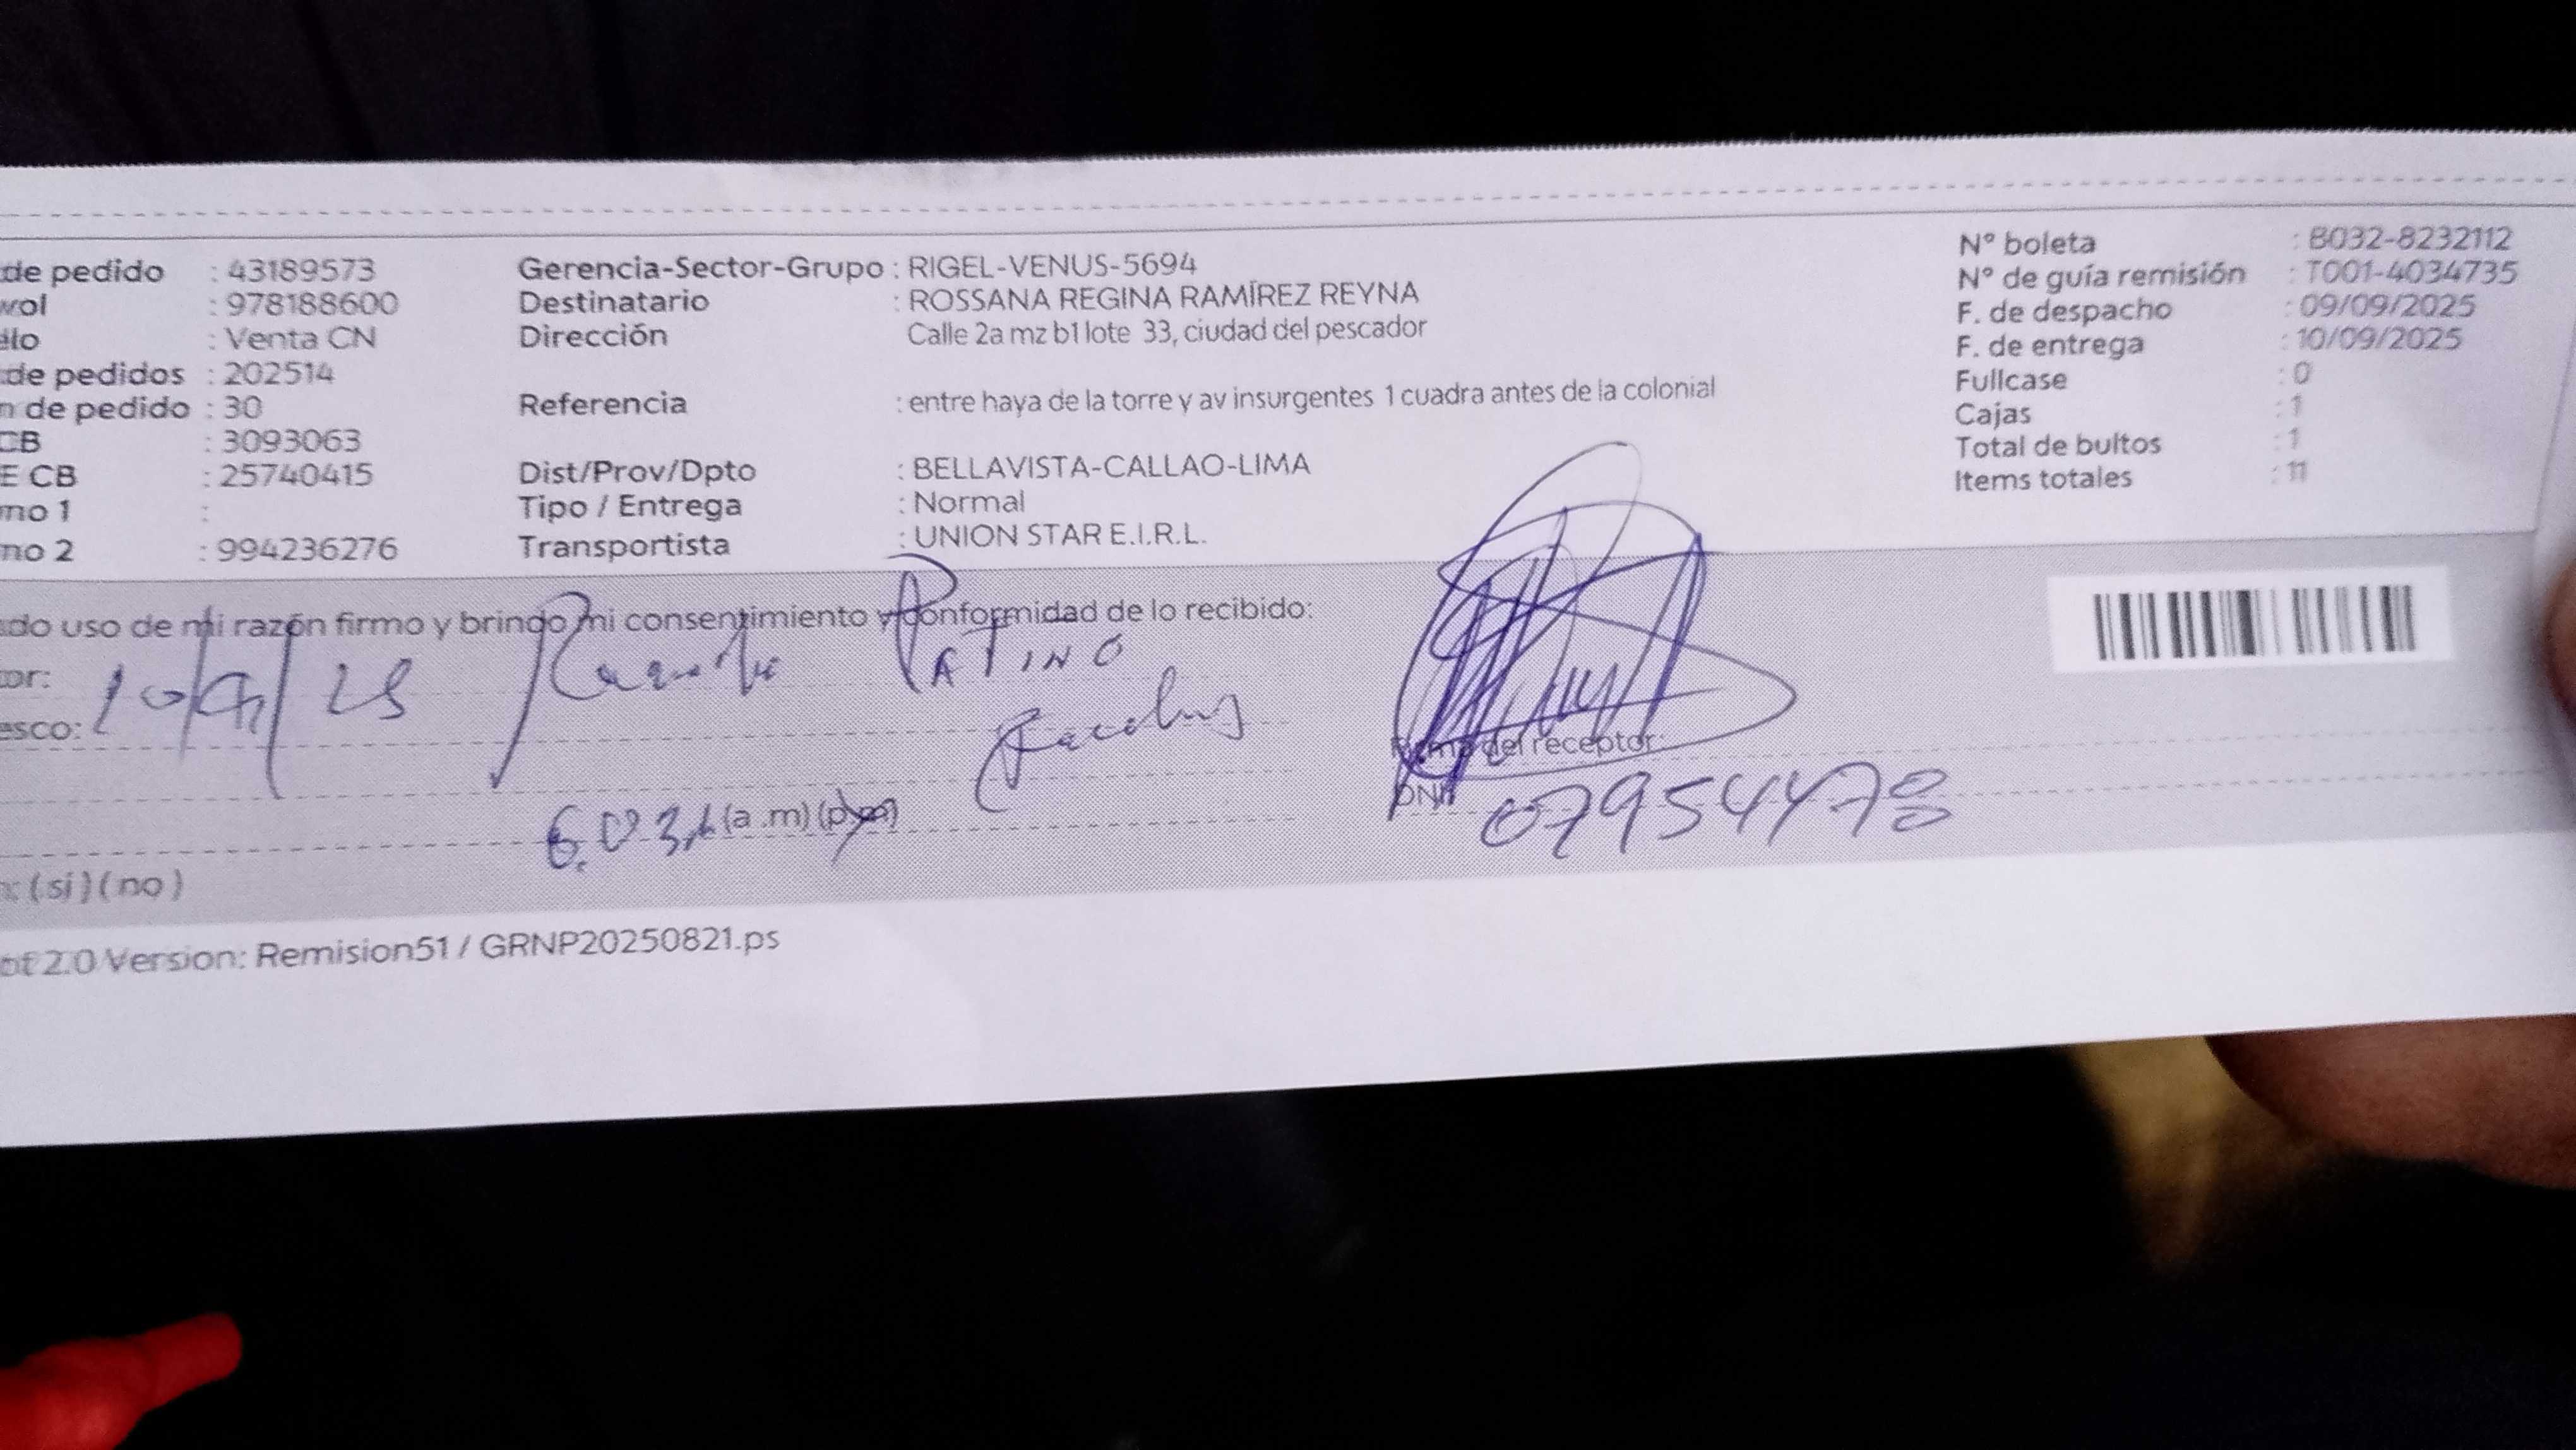 de pedido : 43189573 Gerencia-Sector-Grupo : RIGEL-VENUS-5694 N° boleta : B032-8232112
: 978188600 Destinatario : ROSSANA REGINA RAMÍREZ REYNA N° de guía remisión : T001-4034735
: Venta CN Dirección Calle 2a mz b1 lote 33, ciudad del pescador F. de despacho : 09/09/2025
de pedidos : 202514 F. de entrega : 10/09/2025
de pedido : 30 Referencia : entre haya de la torre y av insurgentes 1 cuadra antes de la colonial Fullcase : 0
CB : 3093063 Cajas : 1
E CB : 25740415 Dist/Prov/Dpto : BELLAVISTA-CALLAO-LIMA Total de bultos : 1
no 1 : Tipo / Entrega : Normal Items totales : 11
no 2 : 994236276 Transportista : UNION STAR E.I.R.L.
do uso de mi razón firmo y brindo mi consentimiento y conformidad de lo recibido:
or: PATINO
esco: 10/9/25
Firma del receptor:
(a .m) (p.m) DNI: 07954478
: (si) (no)
ot 2.0 Version: Remision51 / GRNP20250821.ps